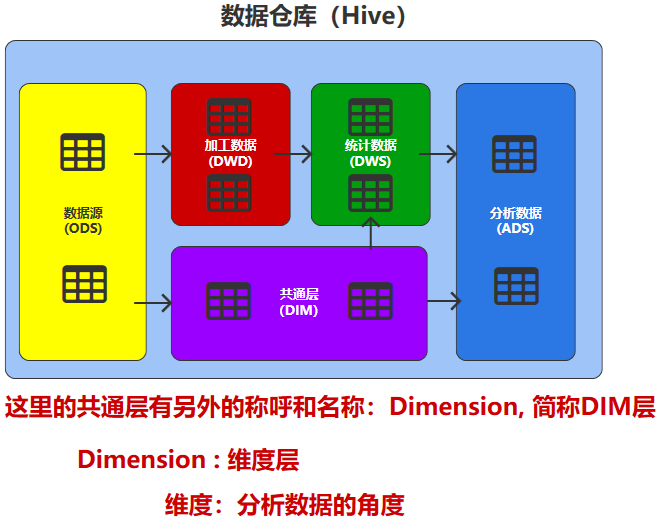 数据仓库（Hive）
数据源
(ODS)
加工数据
(DWD)
统计数据
(DWS)
分析数据
(ADS)
共通层
(DIM)
这里的共通层有另外的称呼和名称：Dimension, 简称DIM层
Dimension : 维度层
维度：分析数据的角度